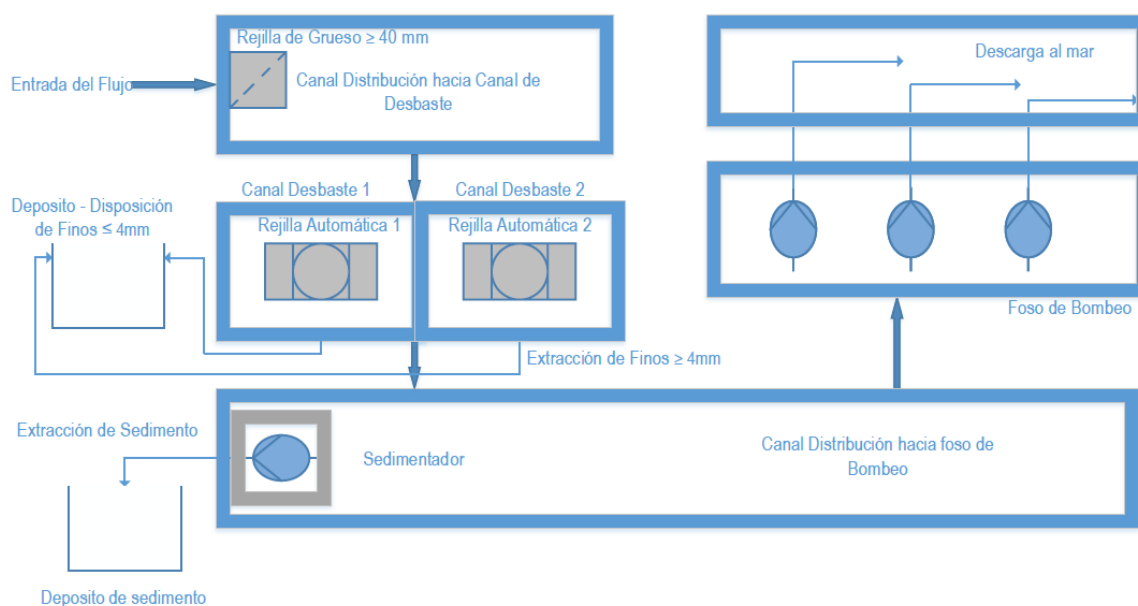 Rejilla de Grueso ≥ 40 mm
Entrada del Flujo
Canal Distribución hacia Canal de
Desbaste
Descarga al mar
Canal Desbaste 1
Canal Desbaste 2
Deposito - Disposición
de Finos ≤ 4mm
Rejilla Automática 1
Rejilla Automática 2
Foso de Bombeo
Extracción de Finos ≥ 4mm
Extracción de Sedimento
Sedimentador
Canal Distribución hacia foso de
Bombeo
Deposito de sedimento